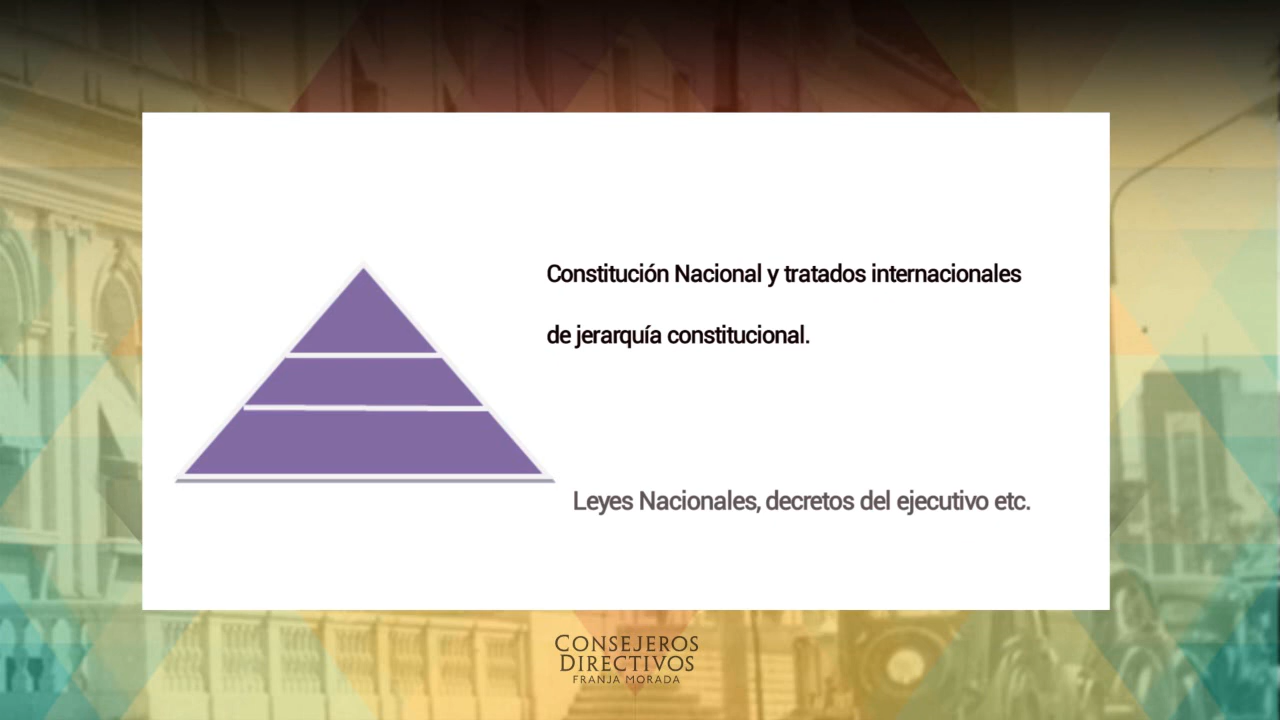 Constitución Nacional y tratados internacionales
de jerarquía constitucional.
Leyes Nacionales, decretos del ejecutivo etc.
CONSEJEROS
DIRECTIVOS
FRANJA MORADA